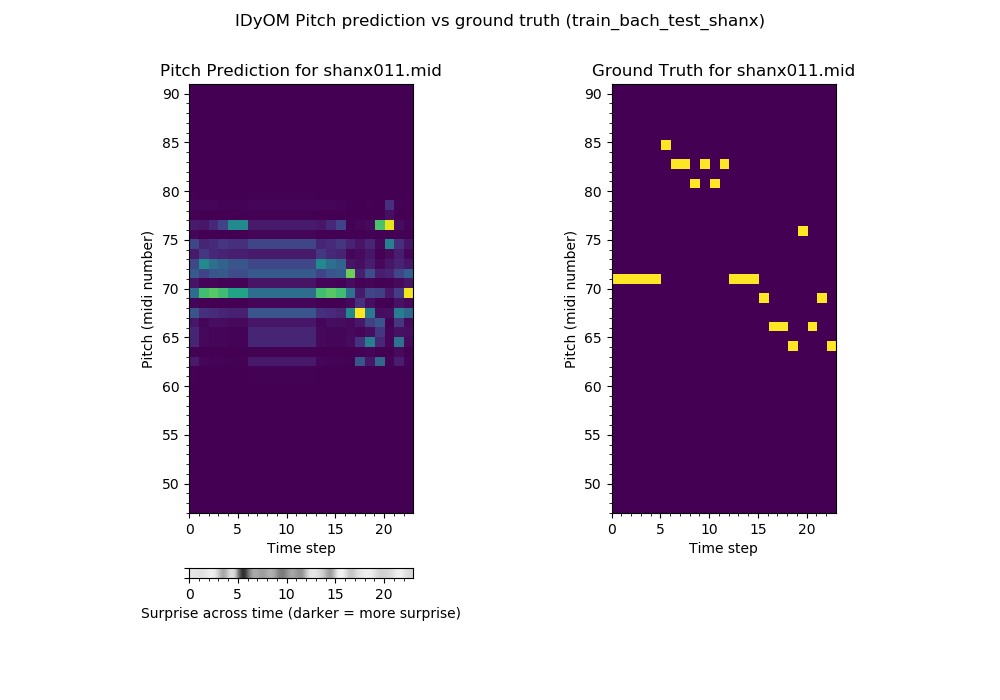 IDyOM Pitch prediction vs ground truth (train_bach_test_shanx)
Pitch Prediction for shanx011.mid
90
85
80
75
70
65
60
55
50
Pitch (midi number)
0 5 10 15 20
Time step
0 5 10 15 20
Surprise across time (darker = more surprise)
Ground Truth for shanx011.mid
90
85
80
75
70
65
60
55
50
Pitch (midi number)
0 5 10 15 20
Time step